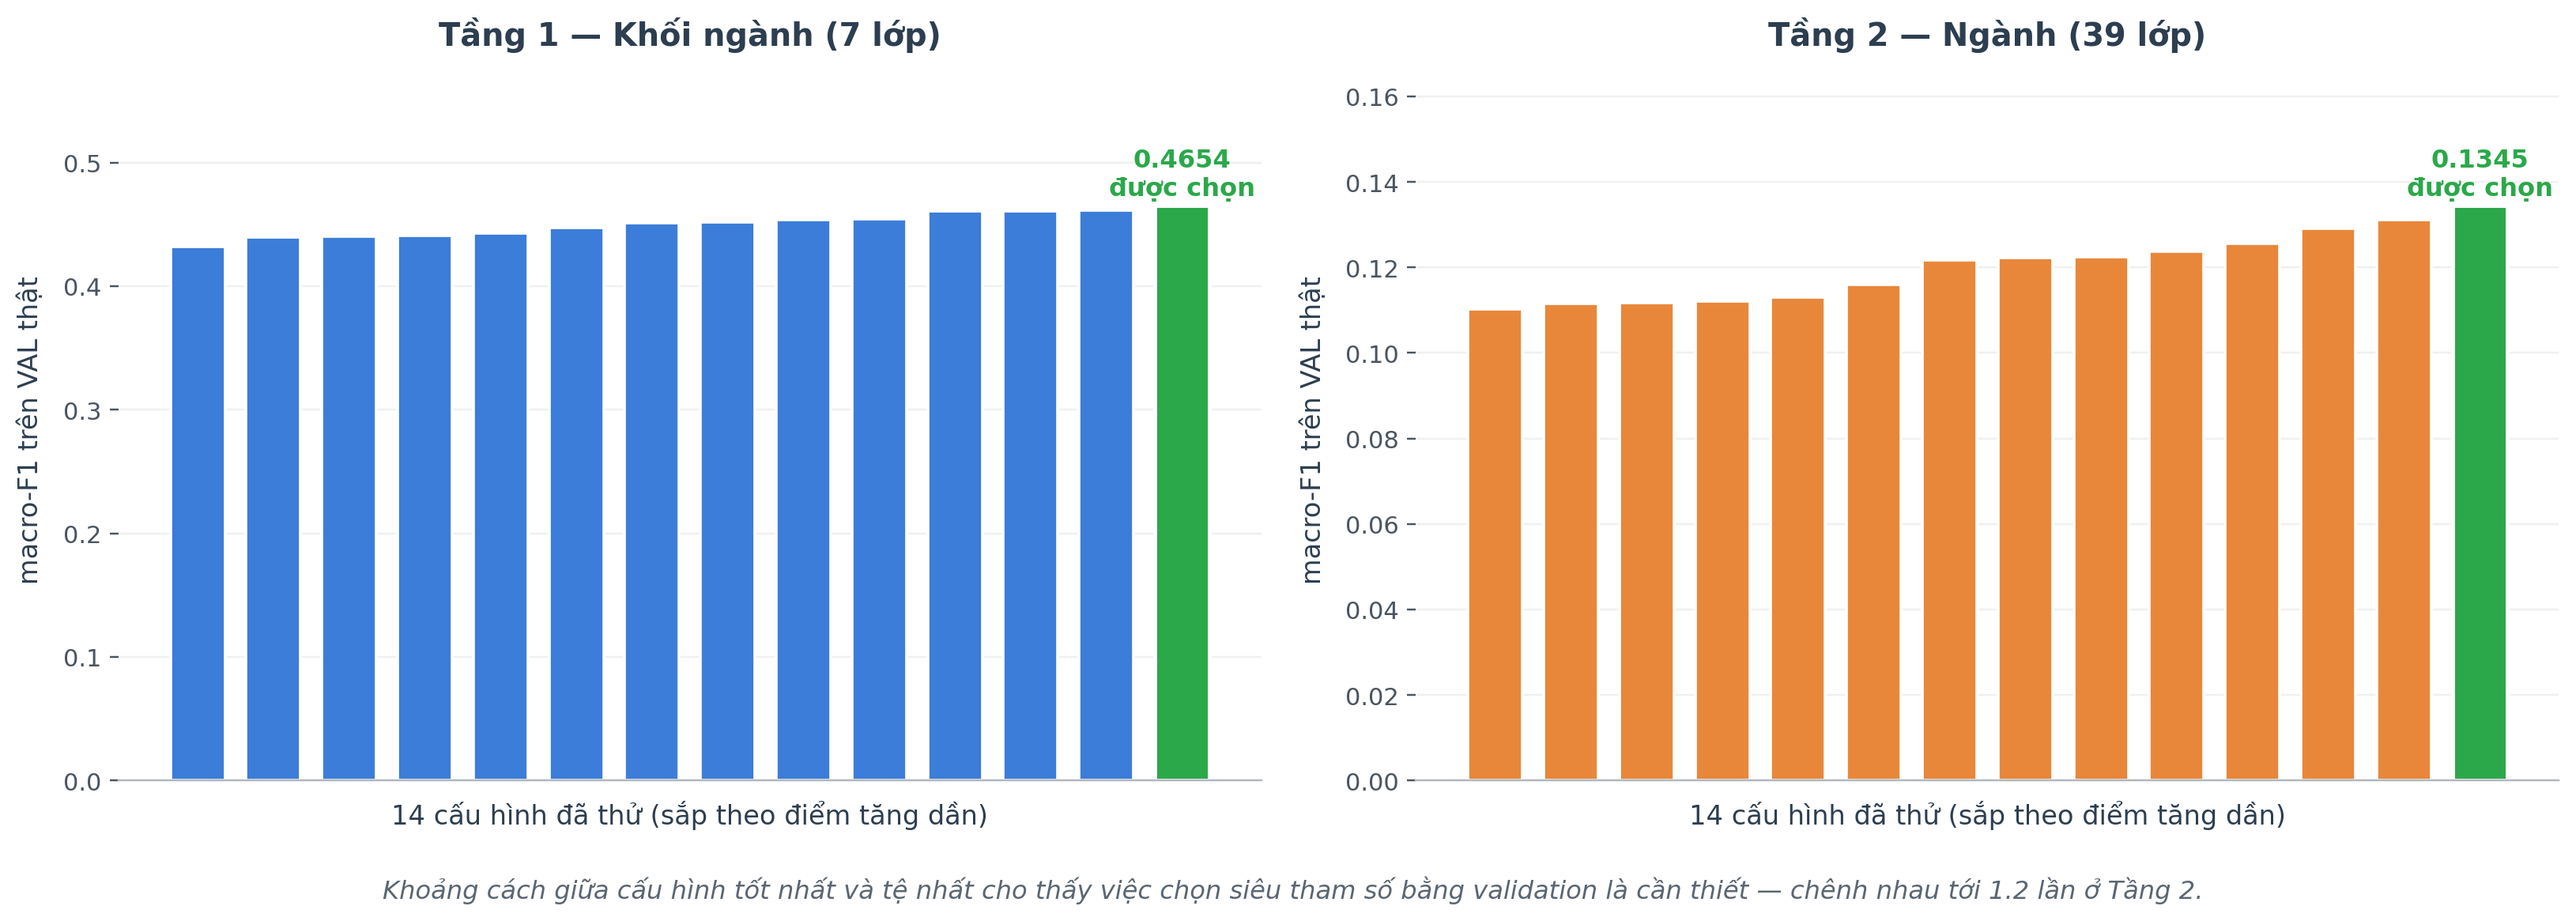 Tầng 1 — Khối ngành (7 lớp)
macro-F1 trên VAL thật
0.5
0.4
0.3
0.2
0.1
0.0
0.4654
được chọn
14 cấu hình đã thử (sắp theo điểm tăng dần)
Tầng 2 — Ngành (39 lớp)
macro-F1 trên VAL thật
0.16
0.14
0.12
0.10
0.08
0.06
0.04
0.02
0.00
0.1345
được chọn
14 cấu hình đã thử (sắp theo điểm tăng dần)
Khoảng cách giữa cấu hình tốt nhất và tệ nhất cho thấy việc chọn siêu tham số bằng validation là cần thiết — chênh nhau tới 1.2 lần ở Tầng 2.